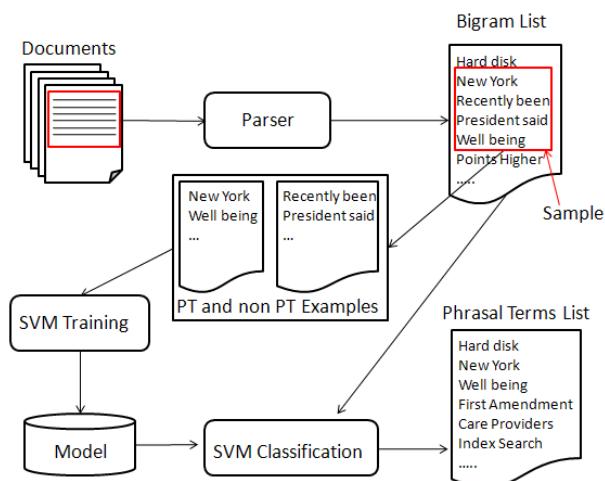 Documents
Parser
Bigram List
Hard disk
New York
Recently been
President said
Well being
Points Higher
.....
Sample
New York
Well being
...
Recently been
President said
...
PT and non PT Examples
SVM Training
Model
SVM Classification
Phrasal Terms List
Hard disk
New York
Well being
First Amendment
Care Providers
Index Search
.....